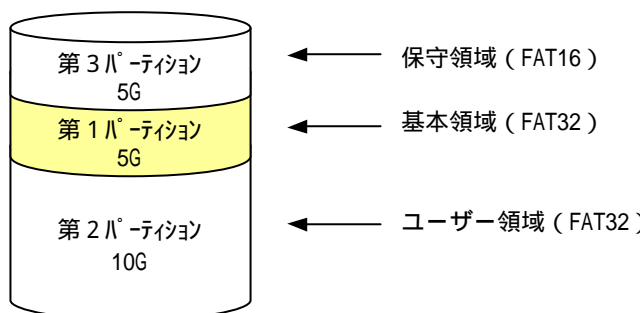 第３パーティション
5G
保守領域（FAT16）
第１パーティション
5G
基本領域（FAT32）
第２パーティション
10G
ユーザー領域（FAT32）